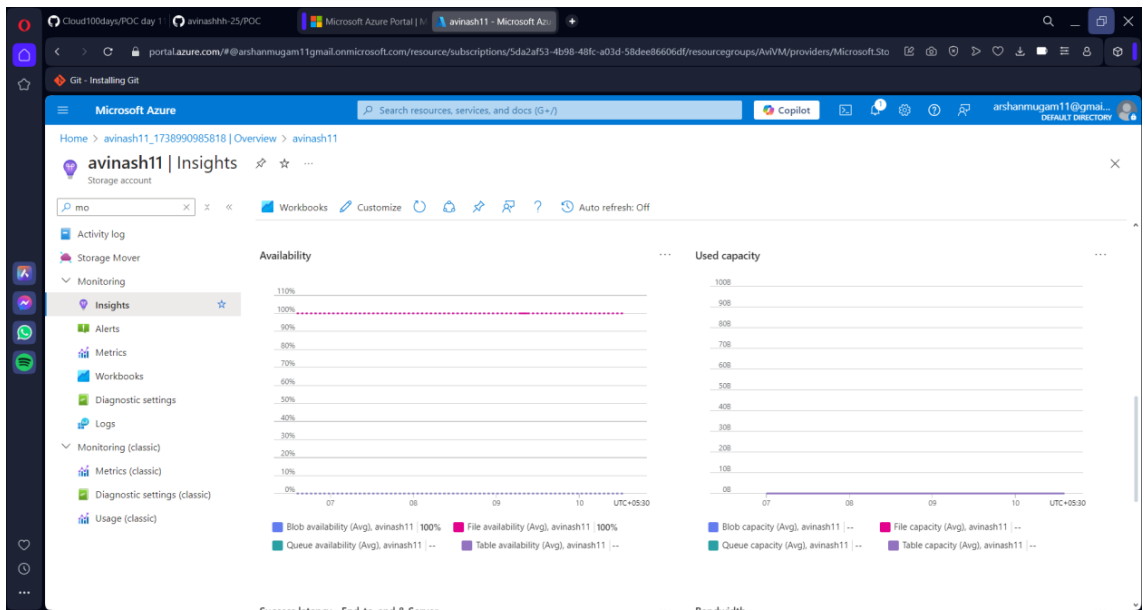 Cloud100days/POC day 1
avinashhh-25/POC
Microsoft Azure Portal | M
avinash11 - Microsoft Azu
portal.azure.com/#@arshanmugam11gmail.onmicrosoft.com/resource/subscriptions/5da2af53-4b98-48fc-a03d-58dee86606df/resourcegroups/AviVM/providers/Microsoft.Sto
Git - Installing Git
Microsoft Azure
Search resources, services, and docs (G+/)
Copilot
arshanmugam11@gmai...
DEFAULT DIRECTORY
Home > avinash11_1738990985818 | Overview > avinash11
avinash11 | Insights
Storage account
mo
Workbooks Customize ? Auto refresh: Off
Activity log
Storage Mover
Monitoring
Insights
Alerts
Metrics
Workbooks
Diagnostic settings
Logs
Monitoring (classic)
Metrics (classic)
Diagnostic settings (classic)
Usage (classic)
Availability
110%
100%
90%
80%
70%
60%
50%
40%
30%
20%
10%
0%
07 08 09 10 UTC+05:30
Blob availability (Avg), avinash11 | 100% File availability (Avg), avinash11 | 100%
Queue availability (Avg), avinash11 | -- Table availability (Avg), avinash11 | --
Used capacity
100B
90B
80B
70B
60B
50B
40B
30B
20B
10B
0B
07 08 09 10 UTC+05:30
Blob capacity (Avg), avinash11 | -- File capacity (Avg), avinash11 | --
Queue capacity (Avg), avinash11 | -- Table capacity (Avg), avinash11 | --